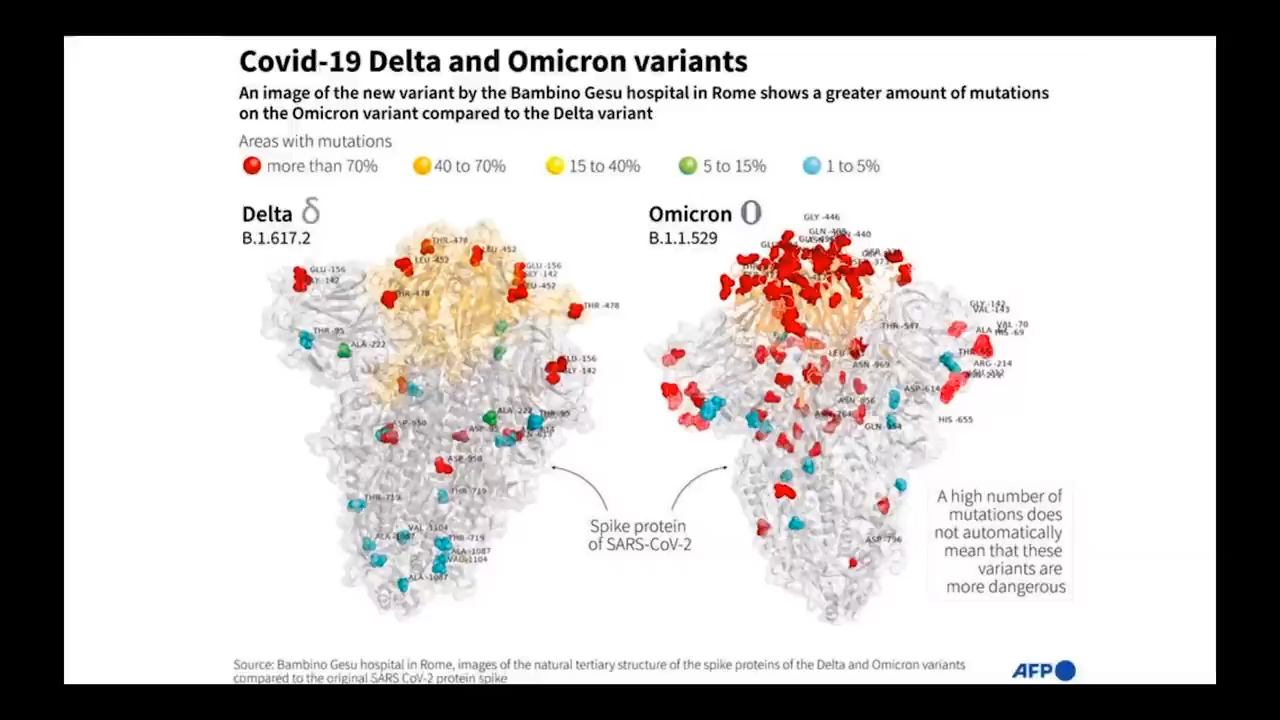 Covid-19 Delta and Omicron variants
An image of the new variant by the Bambino Gesu hospital in Rome shows a greater amount of mutations
on the Omicron variant compared to the Delta variant
Areas with mutations
more than 70%
40 to 70%
15 to 40%
5 to 15%
1 to 5%
Delta δ
B.1.617.2
Omicron
B.1.1.529
THR -478
LEU -452
LEU -452
GLU -156
GLY -142
GLU -156
LEU -452
THR -478
THR -478
THR -95
ALA -222
GLU -156
GLY -142
ASP -950
ALA -222
THR -95
ASP -950
THR -719
THR -719
VAL -1104
THR -719
ALA -1087
VAL -1104
ALA -1087
GLY -446
GLY -142
VAL -143
VAL -70
HIS -69
THR -547
ASN -969
ARG -214
ASP -614
ASN -856
ASN -764
GLN -954
HIS -655
ASP -796
Spike protein
of SARS-CoV-2
A high number of
mutations does
not automatically
mean that these
variants are
more dangerous
Source: Bambino Gesu hospital in Rome, images of the natural tertiary structure of the spike proteins of the Delta and Omicron variants
compared to the original SARS CoV-2 protein spike
AFP